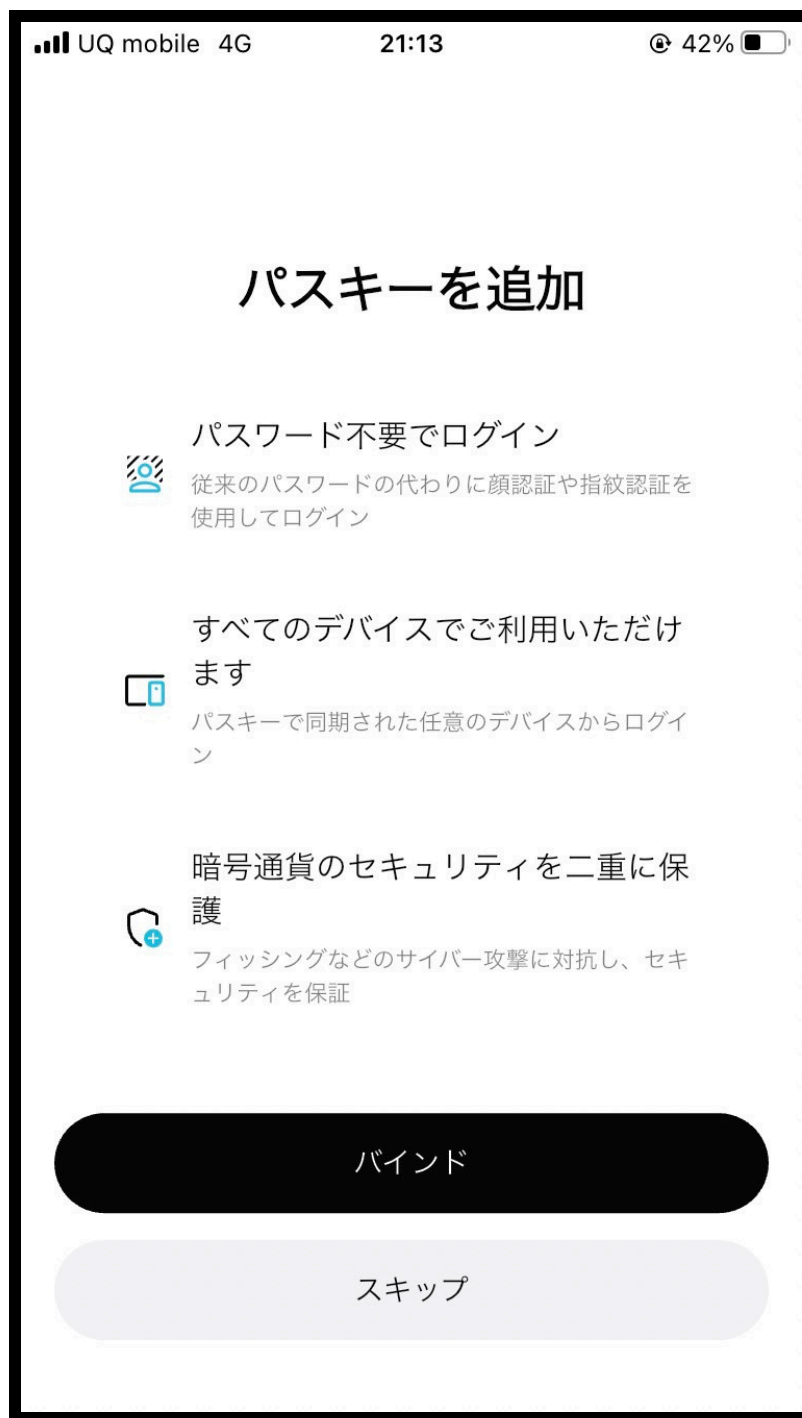 UQ mobile 4G 21:13 42%
パスキーを追加
パスワード不要でログイン
従来のパスワードの代わりに顔認証や指紋認証を
使用してログイン
すべてのデバイスでご利用いただけ
ます
パスキーで同期された任意のデバイスからログイ
ン
暗号通貨のセキュリティを二重に保
護
フィッシングなどのサイバー攻撃に対抗し、セキ
ュリティを保証
バインド
スキップ